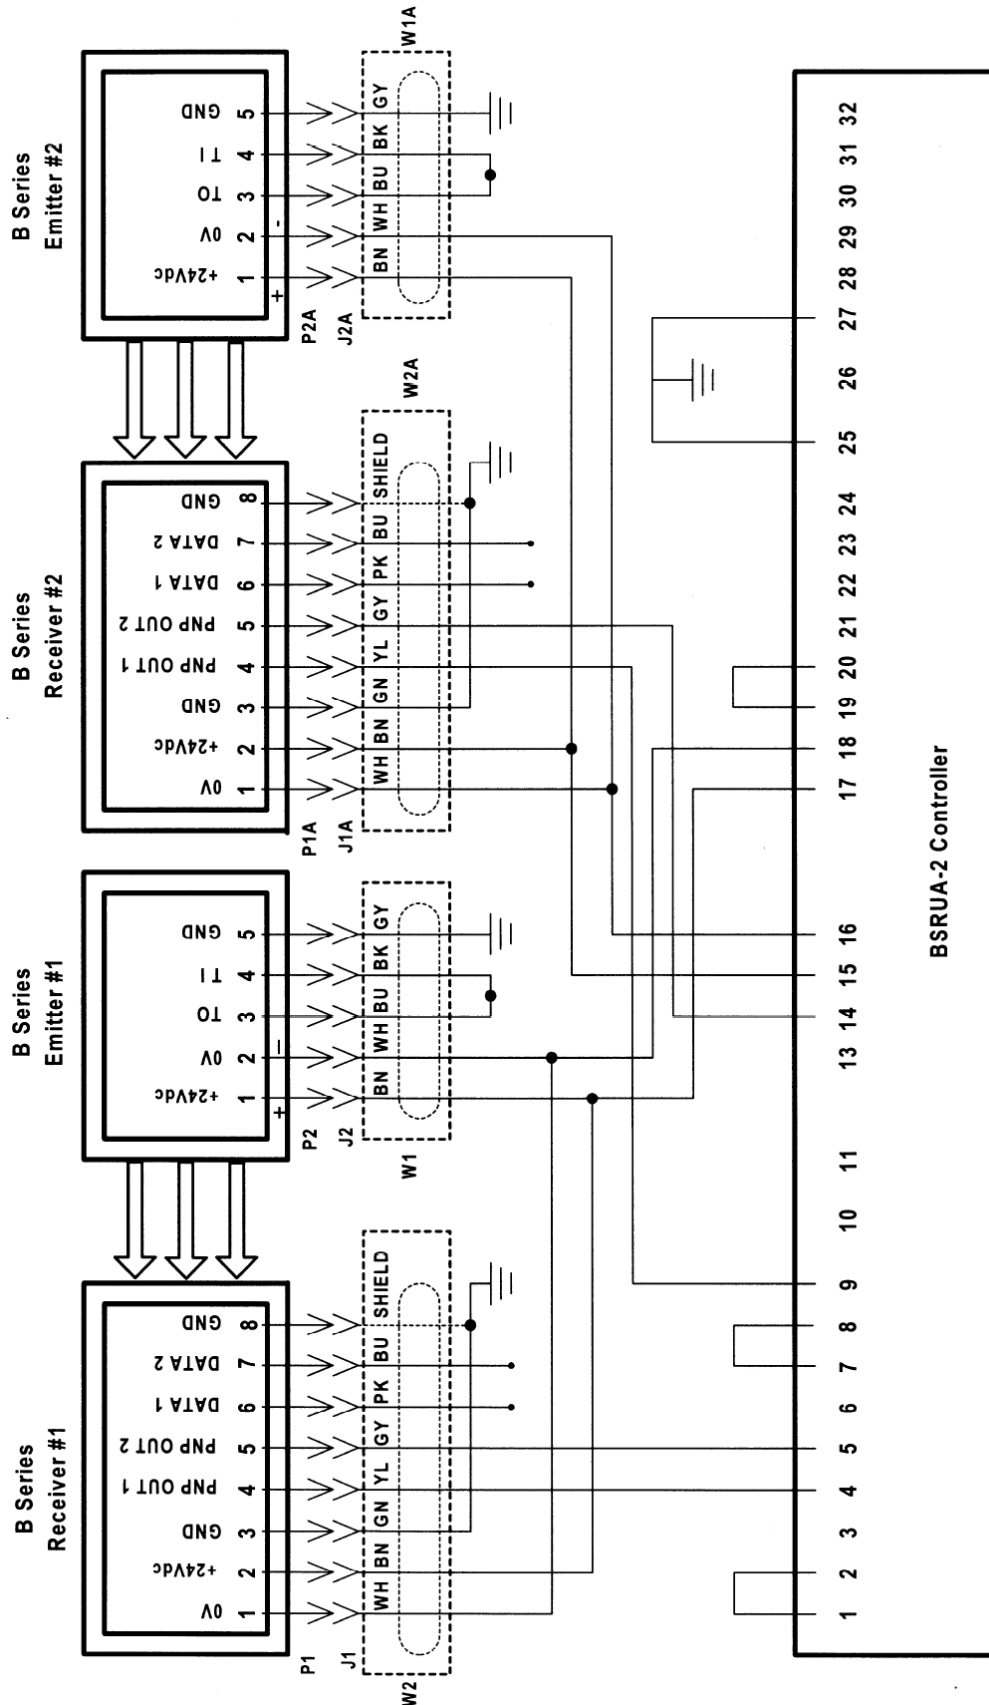 B Series
Receiver #1
0V
+24Vdc
GND
PNP OUT 1
PNP OUT 2
DATA 1
DATA 2
GND
1 2 3 4 5 6 7 8
P1
J1
WH BN GN YL GY PK BU SHIELD
W2
B Series
Emitter #1
+24Vdc
0V
TO
TI
GND
1 2 3 4 5
+ –
P2
J2
BN WH BU BK GY
W1
B Series
Receiver #2
0V
+24Vdc
GND
PNP OUT 1
PNP OUT 2
DATA 1
DATA 2
GND
1 2 3 4 5 6 7 8
P1A
J1A
WH BN GN YL GY PK BU SHIELD
W2A
B Series
Emitter #2
+24Vdc
0V
TO
TI
GND
1 2 3 4 5
+ -
P2A
J2A
BN WH BU BK GY
W1A
1 2 3 4 5 6 7 8 9 10 11 13 14 15 16 17 18 19 20 21 22 23 24 25 26 27 28 29 30 31 32
BSRUA-2 Controller